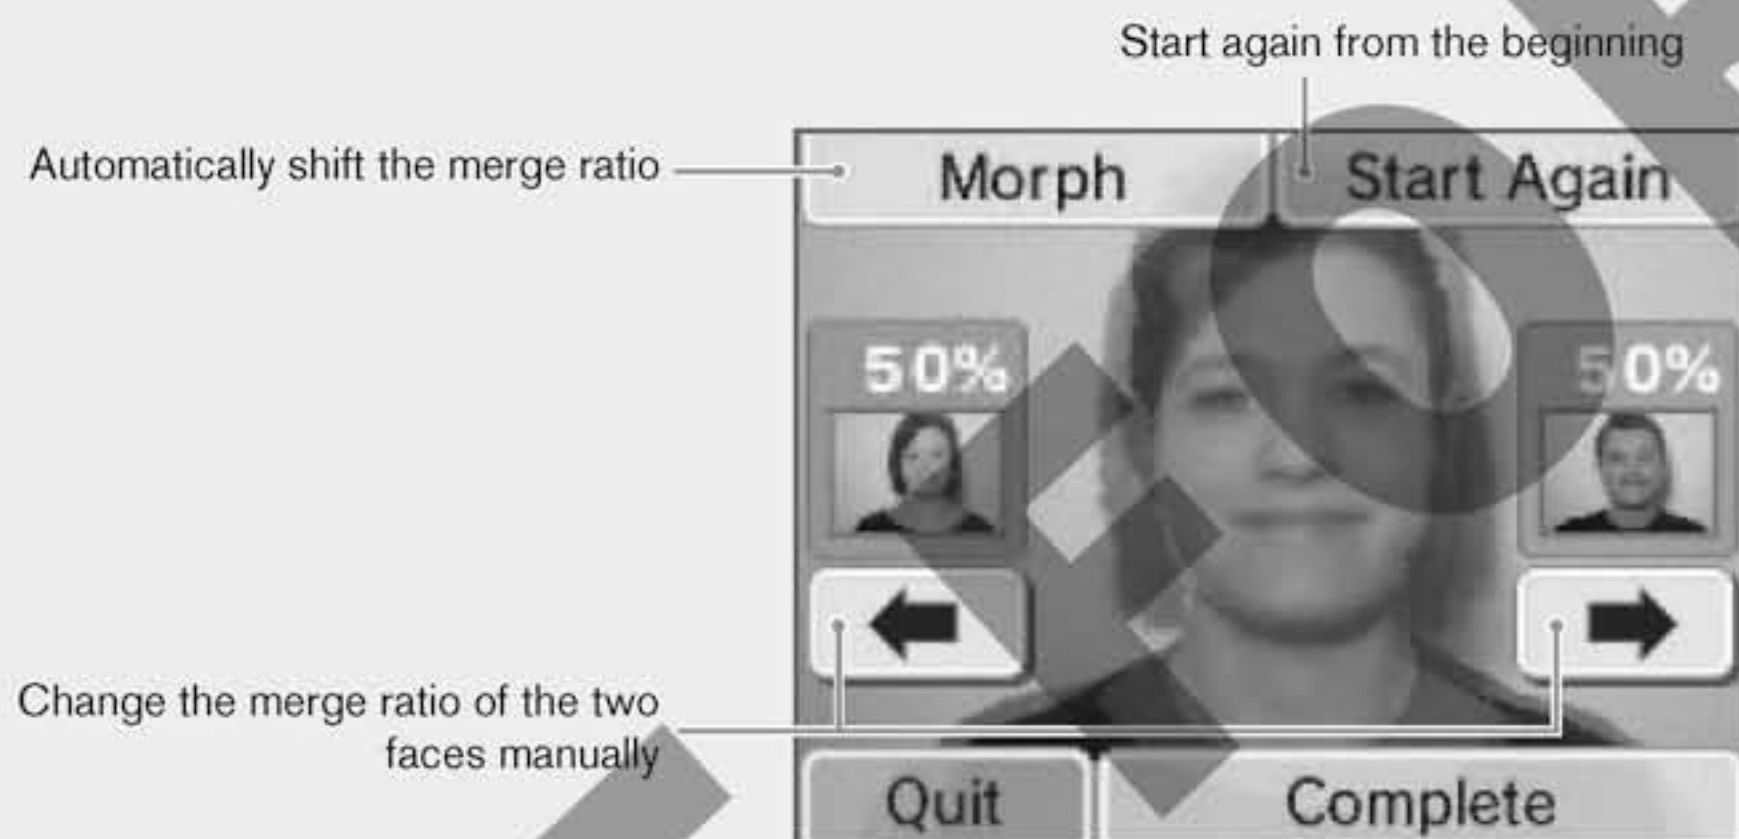 Start again from the beginning
Automatically shift the merge ratio
Morph
Start Again
50%
50%
Change the merge ratio of the two
faces manually
Quit
Complete